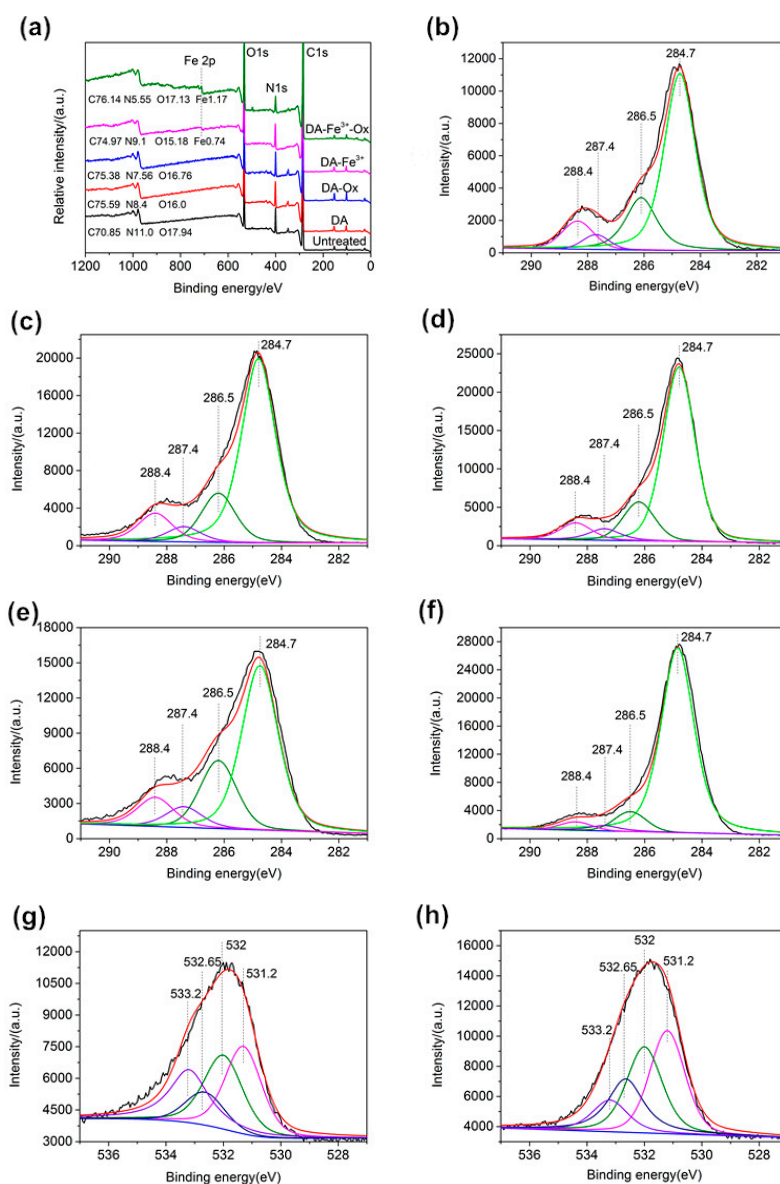 (a)
Relative intensity/(a.u.)
Fe 2p
O1s
N1s
C1s
C76.14 N5.55 O17.13 Fe1.17
DA-Fe³⁺-Ox
C74.97 N9.1 O15.18 Fe0.74
DA-Fe³⁺
C75.38 N7.56 O16.76
DA-Ox
C75.59 N8.4 O16.0
DA
C70.85 N11.0 O17.94
Untreated
1200 1000 800 600 400 200 0
Binding energy/eV
(b)
Intensity/(a.u.)
12000
10000
8000
6000
4000
2000
0
288.4
287.4
286.5
284.7
290 288 286 284 282
Binding energy(eV)
(c)
Intensity/(a.u.)
20000
16000
12000
8000
4000
0
288.4
287.4
286.5
284.7
290 288 286 284 282
Binding energy(eV)
(d)
Intensity/(a.u.)
25000
20000
15000
10000
5000
0
288.4
287.4
286.5
284.7
290 288 286 284 282
Binding energy(eV)
(e)
Intensity/(a.u.)
18000
15000
12000
9000
6000
3000
0
288.4
287.4
286.5
284.7
290 288 286 284 282
Binding energy(eV)
(f)
Intensity/(a.u.)
28000
24000
20000
16000
12000
8000
4000
0
288.4
287.4
286.5
284.7
290 288 286 284 282
Binding energy(eV)
(g)
Intensity/(a.u.)
12000
10500
9000
7500
6000
4500
3000
533.2
532.65
532
531.2
536 534 532 530 528
Binding energy(eV)
(h)
Intensity/(a.u.)
16000
14000
12000
10000
8000
6000
4000
2000
533.2
532.65
532
531.2
536 534 532 530 528
Binding energy(eV)